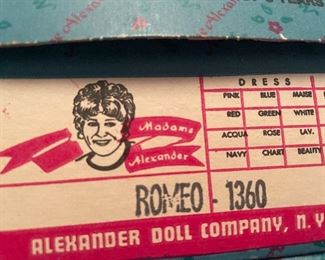 DRESS
PINK BLUE MAISE
RED GREEN WHITE
ACQUA ROSE LAV.
NAVY CHART. BEAUTY
Madame
Alexander
ROMEO - 1360
ALEXANDER DOLL COMPANY, N. Y